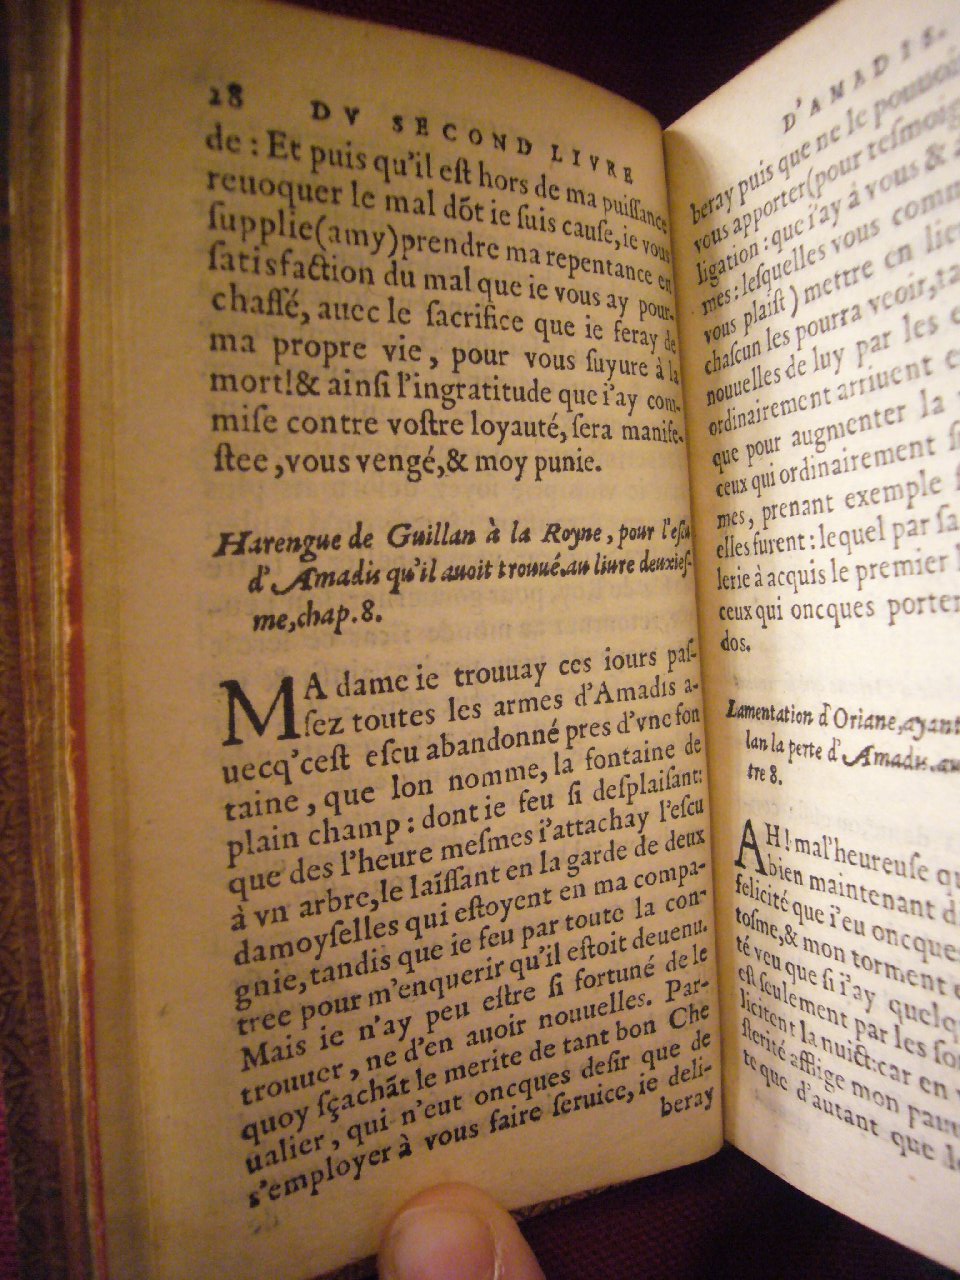 28 DV SECOND LIVRE
de : Et puis qu'il eſt hors de ma puiſſance
reuoquer le mal dõt ie ſuis cauſe, ie vous
ſupplie(amy)prendre ma repentance en
ſatisfaction du mal que ie vous ay pour-
chaſſé, auec le ſacrifice que ie feray de
ma propre vie, pour vous ſuyure à la
mort!& ainſi l'ingratitude que i'ay com-
miſe contre voſtre loyauté, ſera manife-
ſtee, vous vengé, & moy punie.
Harengue de Guillan à la Royne, pour l'eſcu
d'Amadis qu'il auoit trouué. au liure deuxieſ-
me, chap. 8.
MAdame ie trouuay ces iours paſ-
ſez toutes les armes d'Amadis a-
uecq'ceſt eſcu abandonné pres d'vne fon
taine, que lon nomme, la fontaine de
plain champ: dont ie feu ſi deſplaiſant:
que des l'heure meſmes i'attachay l'eſcu
à vn arbre, le laïſſant en la garde de deux
damoyſelles qui eſtoyent en ma compa-
gnie, tandis que ie feu par toute la con-
tree pour m'enquerir qu'il eſtoit deuenu.
Mais ie n'ay peu eſtre ſi fortuné de le
trouuer, ne d'en auoir nouuelles. Par-
quoy ſçachãt le merite de tant bon Che
ualier, qui n'eut oncques deſir que de
s'employer à vous faire ſeruice, ie deli-
beray
D'AMADIS.
beray puis que ne le pouuoir
vous apporter(pour teſmoig
ligation: que i'ay à vous &
mes: leſquelles vous comm
vous plaiſt) mettre en lieu
chaſcun les pourra veoir, ta
nouuelles de luy par les e
ordinairement arriuent e
que pour augmenter la
ceux qui ordinairement ſ
mes, prenant exemple
elles furent: lequel par ſa
lerie à acquis le premier
ceux qui oncques porter
dos.
Lamentation d'Oriane, ayant
lan la perte d'Amadis. au
tre 8.
AH! mal'heureuſe qu
bien maintenant d
felicité que i'eu oncques
toſme, & mon torment e
té veu que ſi i'ay quelq
eſt ſeulement par les ſo
licitent la nuict: car en
ſterité afflige mon pauu
te que d'autant que le